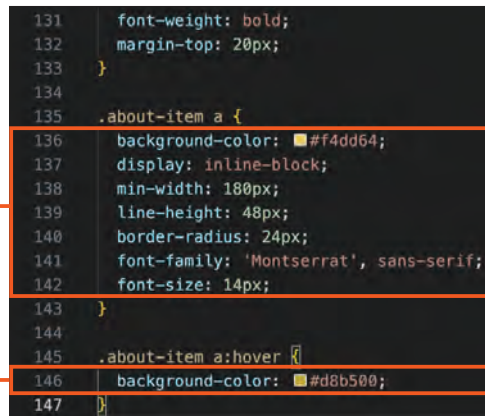 131 font-weight: bold;
132 margin-top: 20px;
133 }
134
135 .about-item a {
136 background-color: #f4dd64;
137 display: inline-block;
138 min-width: 180px;
139 line-height: 48px;
140 border-radius: 24px;
141 font-family: 'Montserrat', sans-serif;
142 font-size: 14px;
143 }
144
145 .about-item a:hover {
146 background-color: #d8b500;
147 }